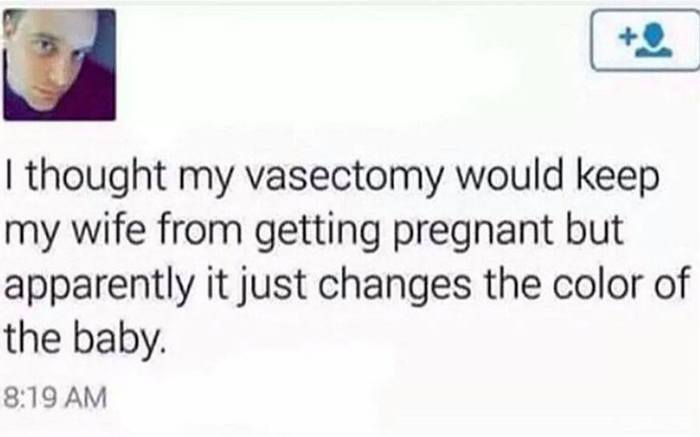 I thought my vasectomy would keep
my wife from getting pregnant but
apparently it just changes the color of
the baby.
8:19 AM